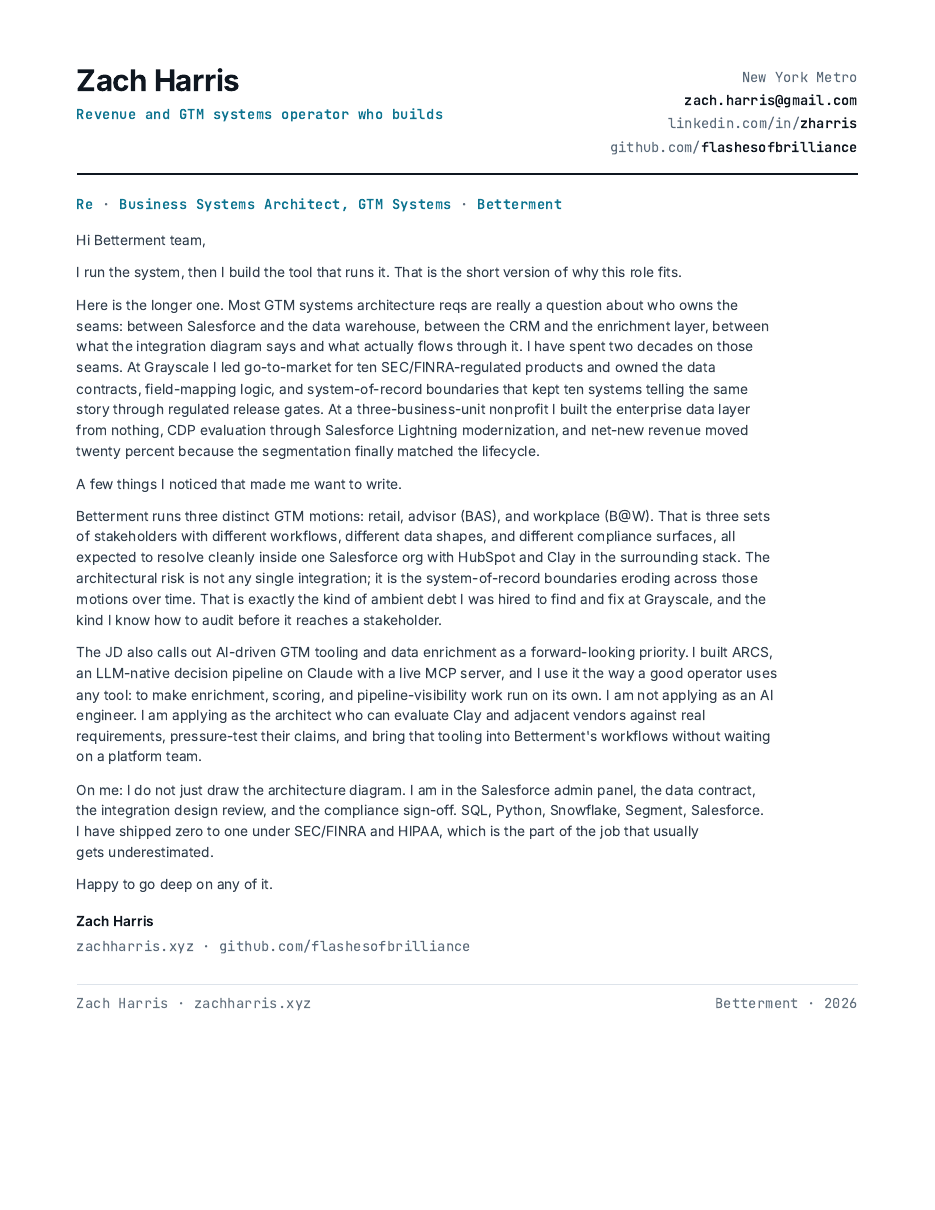 Zach Harris
Revenue and GTM systems operator who builds
New York Metro
zach.harris@gmail.com
linkedin.com/in/zharris
github.com/flashesofbrilliance
Re · Business Systems Architect, GTM Systems · Betterment
Hi Betterment team,
I run the system, then I build the tool that runs it. That is the short version of why this role fits.
Here is the longer one. Most GTM systems architecture reqs are really a question about who owns the
seams: between Salesforce and the data warehouse, between the CRM and the enrichment layer, between
what the integration diagram says and what actually flows through it. I have spent two decades on those
seams. At Grayscale I led go-to-market for ten SEC/FINRA-regulated products and owned the data
contracts, field-mapping logic, and system-of-record boundaries that kept ten systems telling the same
story through regulated release gates. At a three-business-unit nonprofit I built the enterprise data layer
from nothing, CDP evaluation through Salesforce Lightning modernization, and net-new revenue moved
twenty percent because the segmentation finally matched the lifecycle.
A few things I noticed that made me want to write.
Betterment runs three distinct GTM motions: retail, advisor (BAS), and workplace (B@W). That is three sets
of stakeholders with different workflows, different data shapes, and different compliance surfaces, all
expected to resolve cleanly inside one Salesforce org with HubSpot and Clay in the surrounding stack. The
architectural risk is not any single integration; it is the system-of-record boundaries eroding across those
motions over time. That is exactly the kind of ambient debt I was hired to find and fix at Grayscale, and the
kind I know how to audit before it reaches a stakeholder.
The JD also calls out AI-driven GTM tooling and data enrichment as a forward-looking priority. I built ARCS,
an LLM-native decision pipeline on Claude with a live MCP server, and I use it the way a good operator uses
any tool: to make enrichment, scoring, and pipeline-visibility work run on its own. I am not applying as an AI
engineer. I am applying as the architect who can evaluate Clay and adjacent vendors against real
requirements, pressure-test their claims, and bring that tooling into Betterment's workflows without waiting
on a platform team.
On me: I do not just draw the architecture diagram. I am in the Salesforce admin panel, the data contract,
the integration design review, and the compliance sign-off. SQL, Python, Snowflake, Segment, Salesforce.
I have shipped zero to one under SEC/FINRA and HIPAA, which is the part of the job that usually
gets underestimated.
Happy to go deep on any of it.
Zach Harris
zachharris.xyz · github.com/flashesofbrilliance
Zach Harris · zachharris.xyz
Betterment · 2026